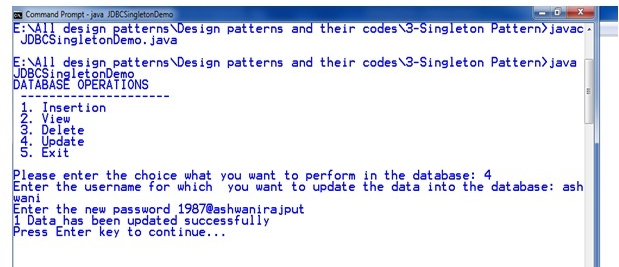 Command Prompt - java JDBCSingletonDemo
E:\All design patterns\Design patterns and their codes\3-Singleton Pattern>javac
JDBCSingletonDemo.java
E:\All design patterns\Design patterns and their codes\3-Singleton Pattern>java
JDBCSingletonDemo
DATABASE OPERATIONS
---------------------
1. Insertion
2. View
3. Delete
4. Update
5. Exit
Please enter the choice what you want to perform in the database: 4
Enter the username for which  you want to update the data into the database: ash
wani
Enter the new password 1987@ashwanirajput
1 Data has been updated successfully
Press Enter key to continue...